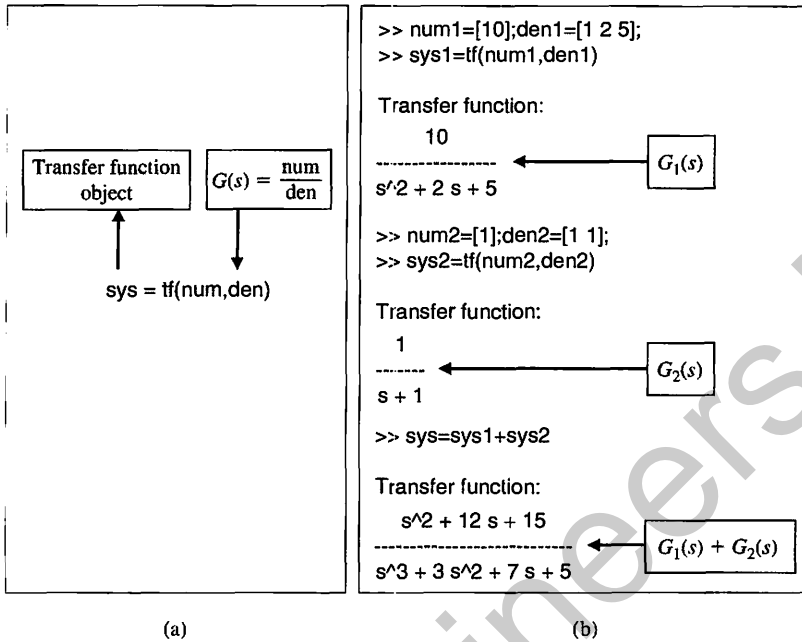 Transfer function
object
G(s) = num
den
sys = tf(num,den)
(a)
>> num1=[10];den1=[1 2 5];
>> sys1=tf(num1,den1)
Transfer function:
10
----------------------
s^2 + 2 s + 5
G1(s)
>> num2=[1];den2=[1 1];
>> sys2=tf(num2,den2)
Transfer function:
1
---------
s + 1
G2(s)
>> sys=sys1+sys2
Transfer function:
s^2 + 12 s + 15
-----------------------------------
s^3 + 3 s^2 + 7 s + 5
G1(s) + G2(s)
(b)
ineers